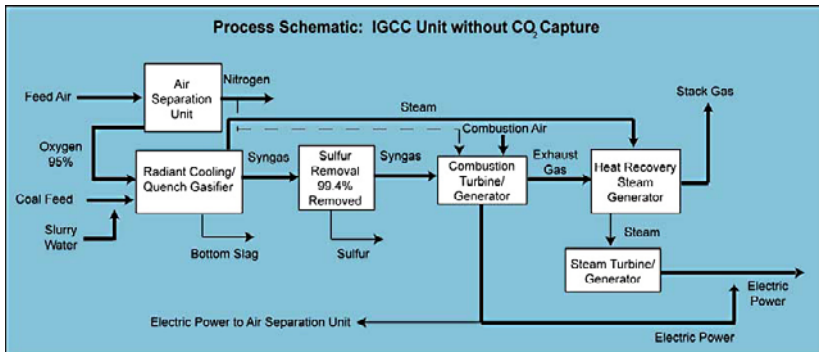 Process Schematic: IGCC Unit without CO2 Capture
Feed Air
Air
Separation
Unit
Nitrogen
Steam
Stack Gas
Combustion Air
Oxygen
95%
Radiant Cooling/
Quench Gasifier
Syngas
Sulfur
Removal
99.4%
Removed
Syngas
Combustion
Turbine/
Generator
Exhaust
Gas
Heat Recovery
Steam
Generator
Coal Feed
Slurry
Water
Bottom Slag
Sulfur
Steam
Steam Turbine/
Generator
Electric
Power
Electric Power to Air Separation Unit
Electric Power